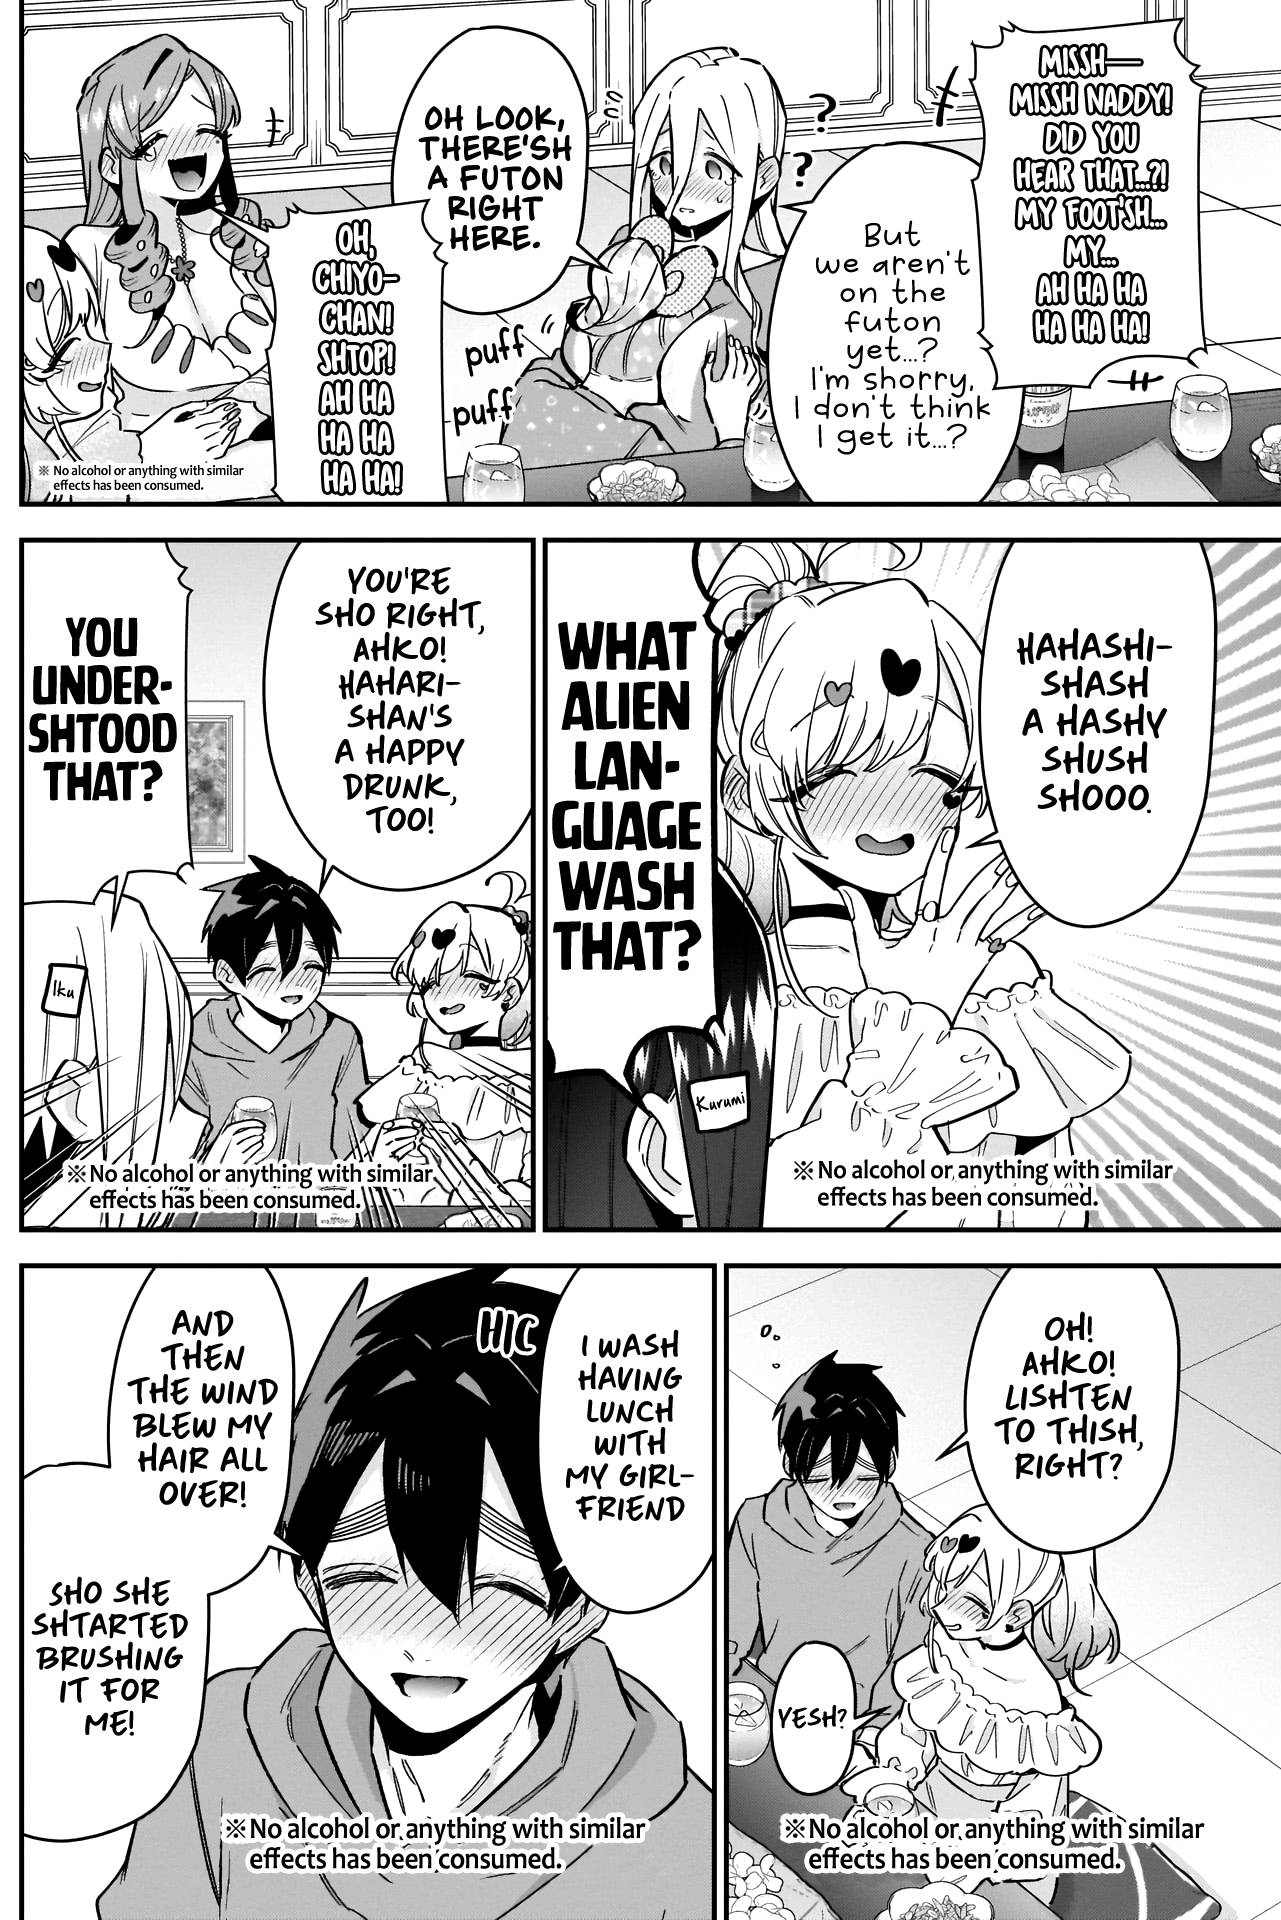 MISSH—
MISSH NADDY!
DID YOU
HEAR THAT...?!
MY FOOT'SH...
MY...
AH HA HA
HA HA HA!
But
we aren't
on the
futon
yet...?
I'm shorry,
I don't think
I get it...?
OH LOOK,
THERE'SH
A FUTON
RIGHT
HERE.
?
?
puff
puff
OH,
CHIYO-
CHAN!
SHTOP!
AH HA
HA HA
HA HA!
※ No alcohol or anything with similar
effects has been consumed.
HAHASHI-
SHASH
A HASHY
SHUSH
SHOOO.
WHAT
ALIEN
LAN-
GUAGE
WASH
THAT?
Kurumi
※No alcohol or anything with similar
effects has been consumed.
YOU'RE
SHO RIGHT,
AHKO!
HAHARI-
SHAN'S
A HAPPY
DRUNK,
TOO!
YOU
UNDER-
SHTOOD
THAT?
Iku
※No alcohol or anything with similar
effects has been consumed.
OH!
AHKO!
LISHTEN
TO THISH,
RIGHT?
YESH?
※No alcohol or anything with similar
effects has been consumed.
I WASH
HAVING
LUNCH
WITH
MY GIRL-
FRIEND
HIC
AND
THEN
THE WIND
BLEW MY
HAIR ALL
OVER!
SHO SHE
SHTARTED
BRUSHING
IT FOR
ME!
※No alcohol or anything with similar
effects has been consumed.